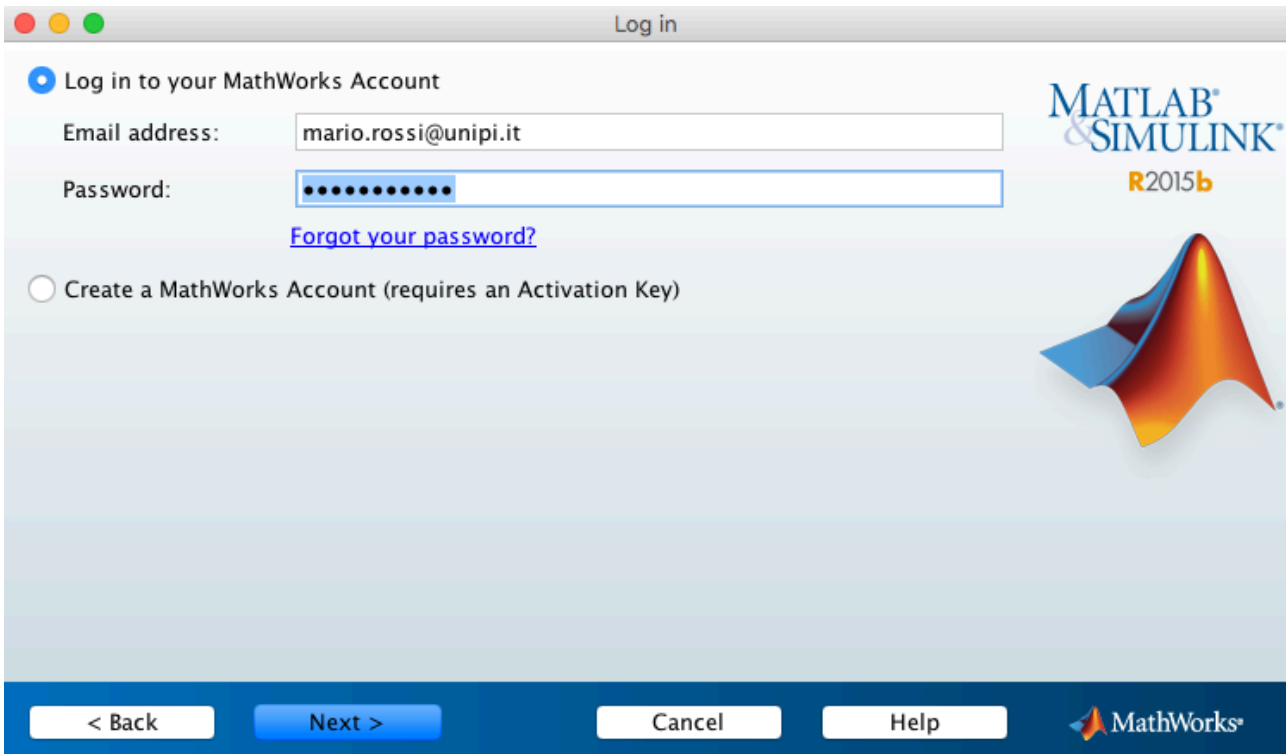 Log in
Log in to your MathWorks Account
Email address: mario.rossi@unipi.it
Password: •••••••••••
Forgot your password?
Create a MathWorks Account (requires an Activation Key)
MATLAB®
&SIMULINK®
R2015b
< Back Next > Cancel Help MathWorks®